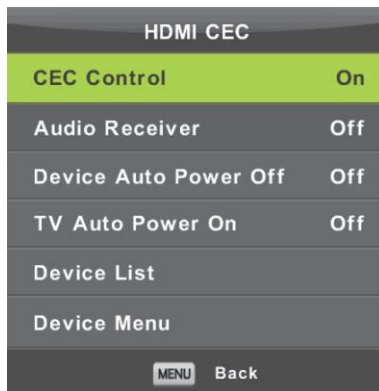 HDMI CEC
CEC Control On
Audio Receiver Off
Device Auto Power Off Off
TV Auto Power On Off
Device List
Device Menu
MENU Back